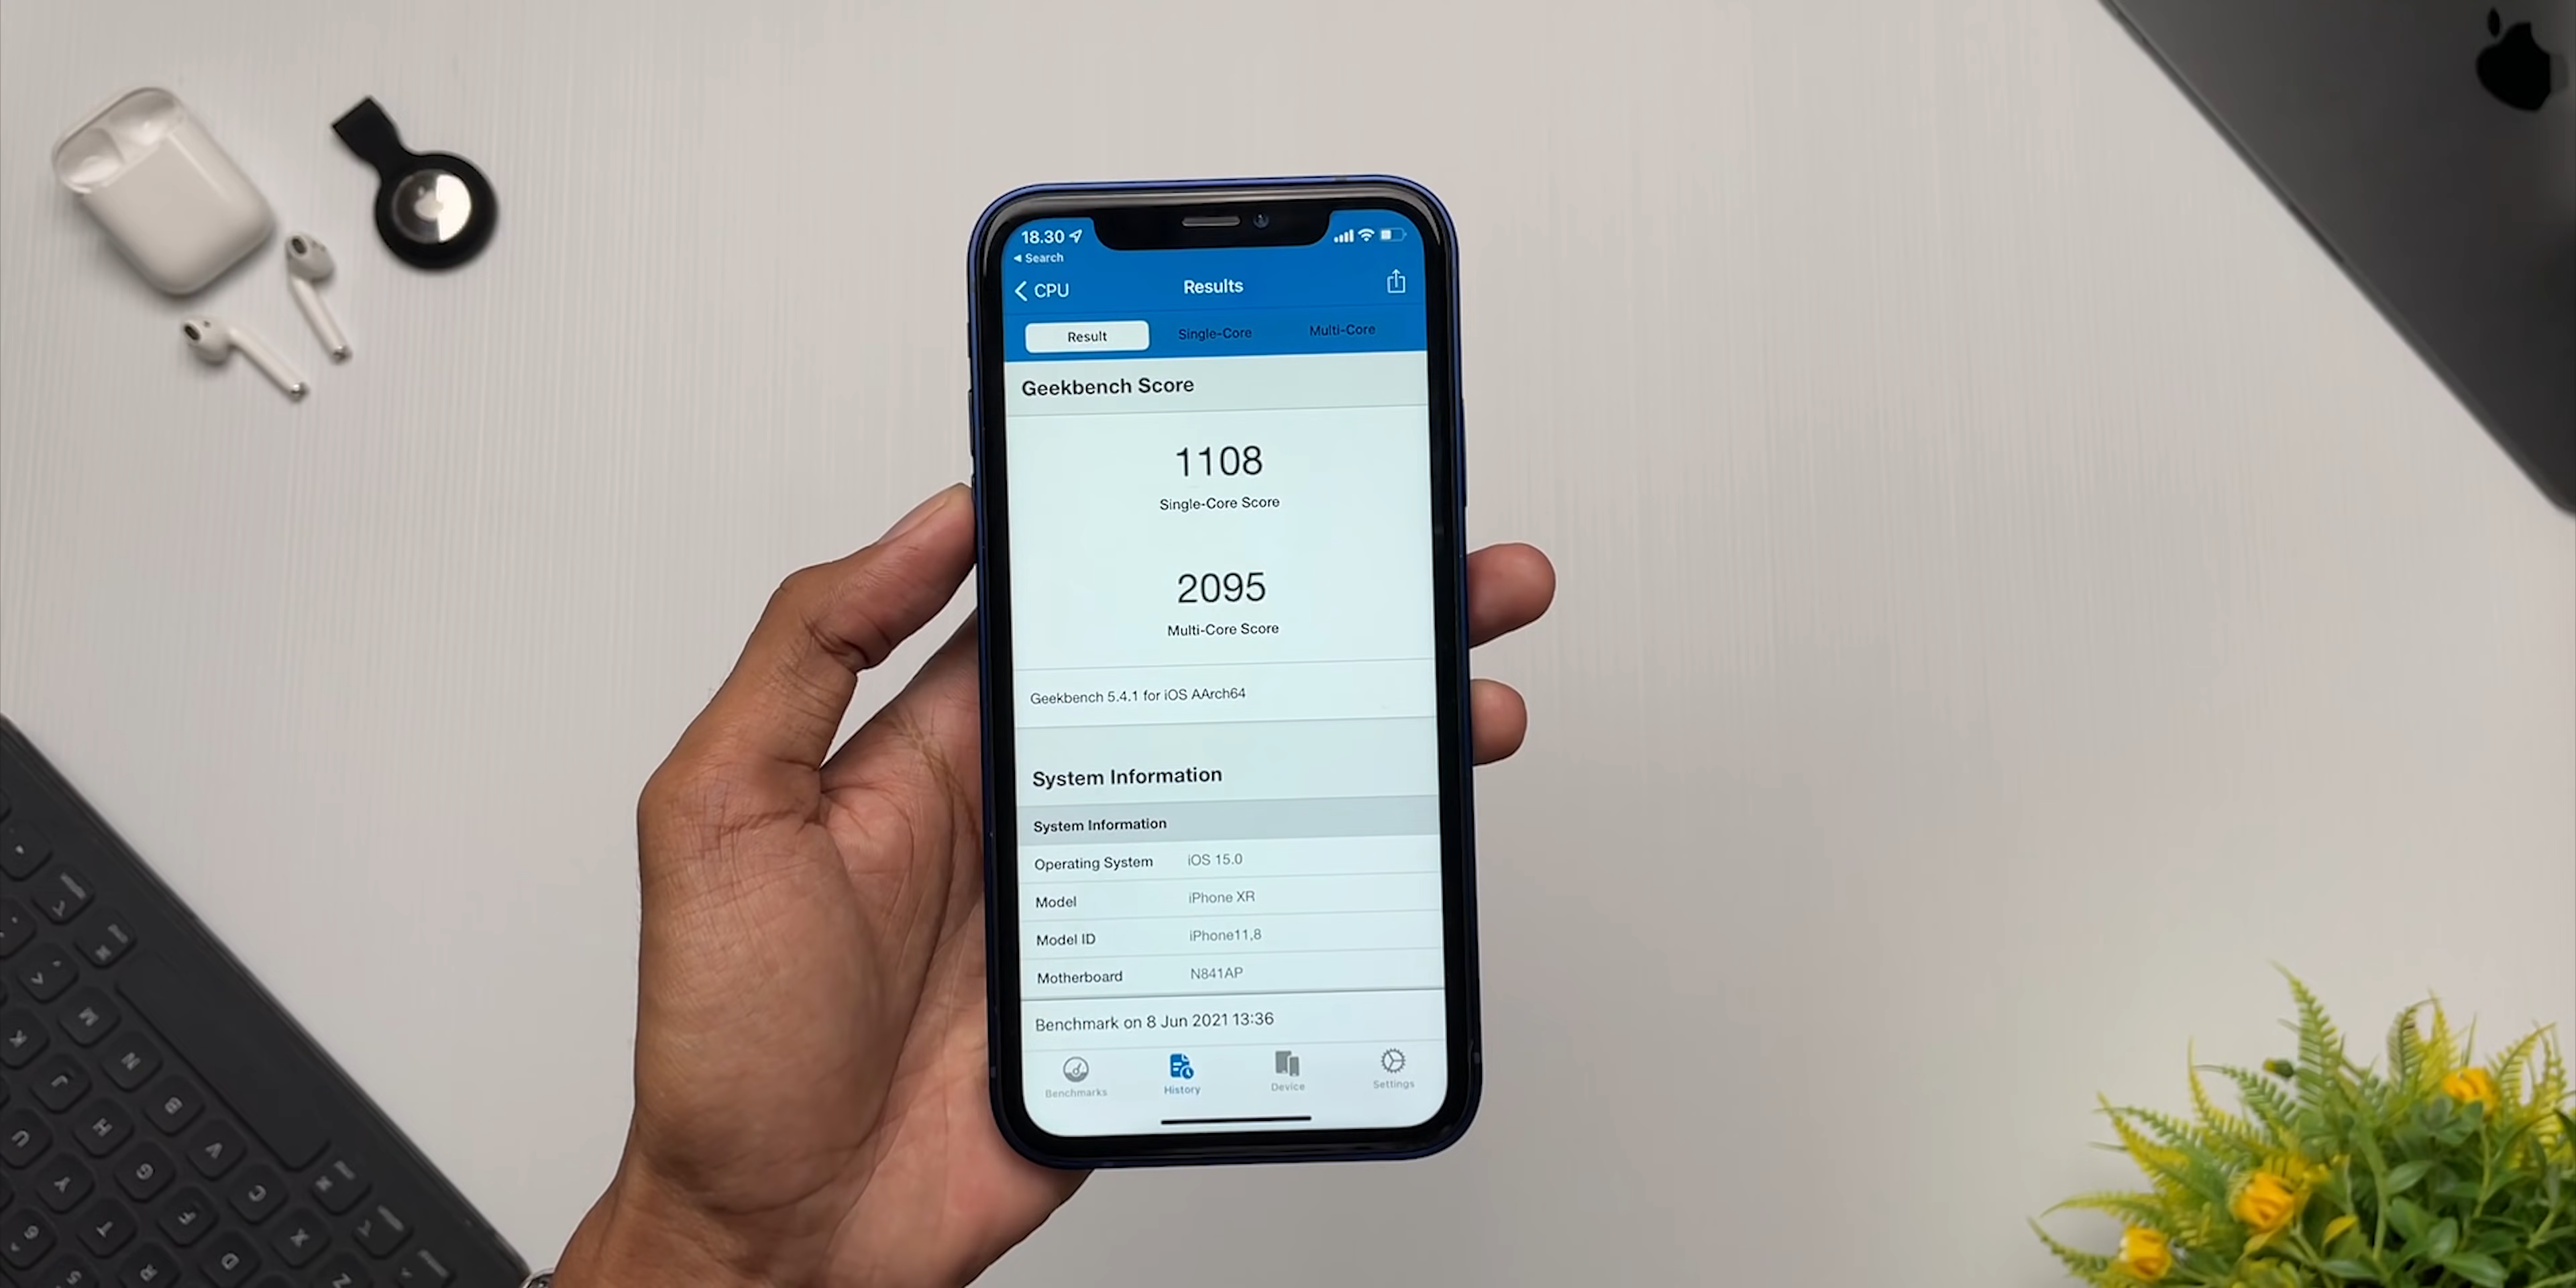 18.30
Search
CPU
Results
Result
Single-Core
Multi-Core
Geekbench Score
1108
Single-Core Score
2095
Multi-Core Score
Geekbench 5.4.1 for iOS AArch64
System Information
System Information
Operating System iOS 15.0
Model iPhone XR
Model ID iPhone11,8
Motherboard N841AP
Benchmark on 8 Jun 2021 13:36
Benchmarks
History
Device
Settings
M
N
J
B
H
V
U
G
C
Y
F
X
T
D
Z
R
6
5